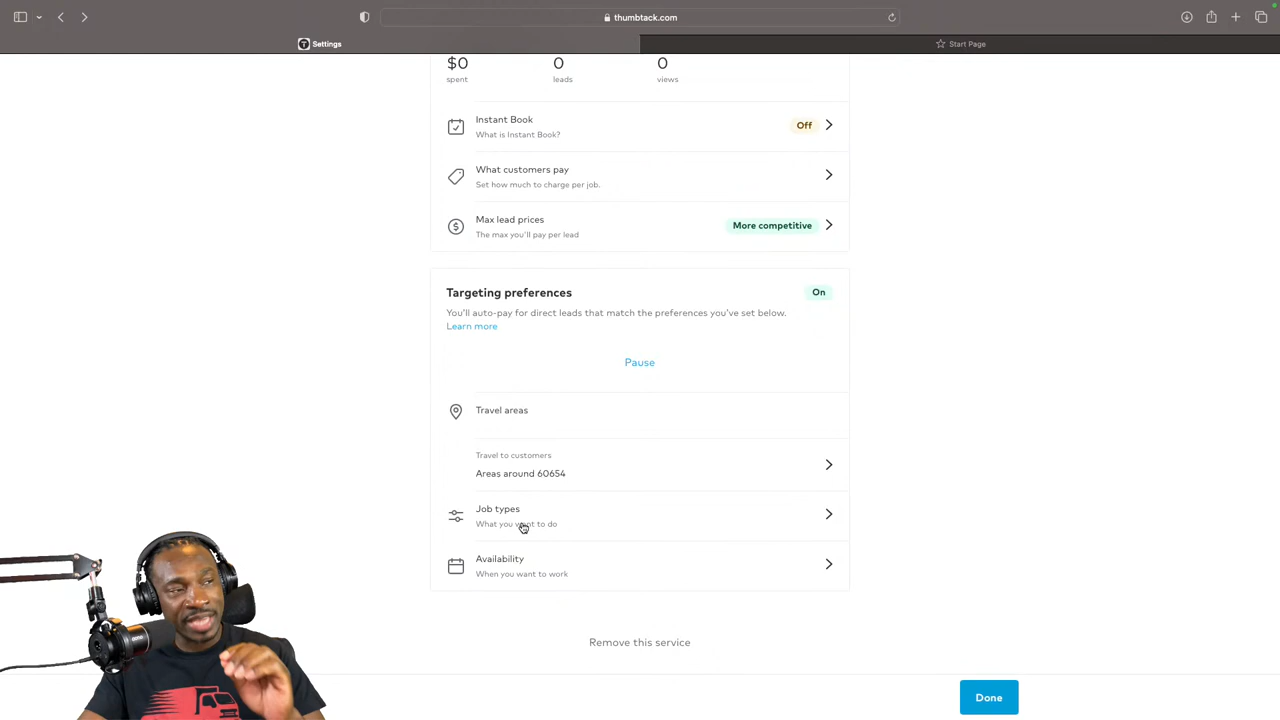 thumbtack.com
Settings
Start Page
$0
0
0
spent
leads
views
Instant Book
What is Instant Book?
Off
What customers pay
Set how much to charge per job.
Max lead prices
The max you'll pay per lead
More competitive
Targeting preferences
On
You'll auto-pay for direct leads that match the preferences you've set below.
Learn more
Pause
Travel areas
Travel to customers
Areas around 60654
Job types
What you want to do
Availability
When you want to work
Remove this service
Done